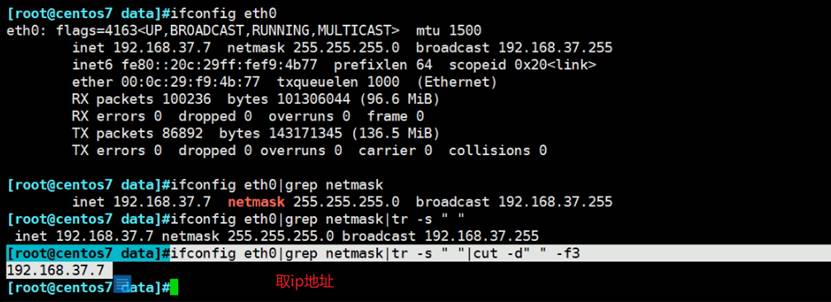 [root@centos7 data]#ifconfig eth0
eth0: flags=4163<UP,BROADCAST,RUNNING,MULTICAST>  mtu 1500
        inet 192.168.37.7  netmask 255.255.255.0  broadcast 192.168.37.255
        inet6 fe80::20c:29ff:fef9:4b77  prefixlen 64  scopeid 0x20<link>
        ether 00:0c:29:f9:4b:77  txqueuelen 1000  (Ethernet)
        RX packets 100236  bytes 101306044 (96.6 MiB)
        RX errors 0  dropped 0  overruns 0  frame 0
        TX packets 86892  bytes 143171345 (136.5 MiB)
        TX errors 0  dropped 0 overruns 0  carrier 0  collisions 0
[root@centos7 data]#ifconfig eth0|grep netmask
        inet 192.168.37.7  netmask 255.255.255.0  broadcast 192.168.37.255
[root@centos7 data]#ifconfig eth0|grep netmask|tr -s " "
 inet 192.168.37.7 netmask 255.255.255.0 broadcast 192.168.37.255
[root@centos7 data]#ifconfig eth0|grep netmask|tr -s " "|cut -d" " -f3
192.168.37.7
取ip地址
[root@centos7 data]#